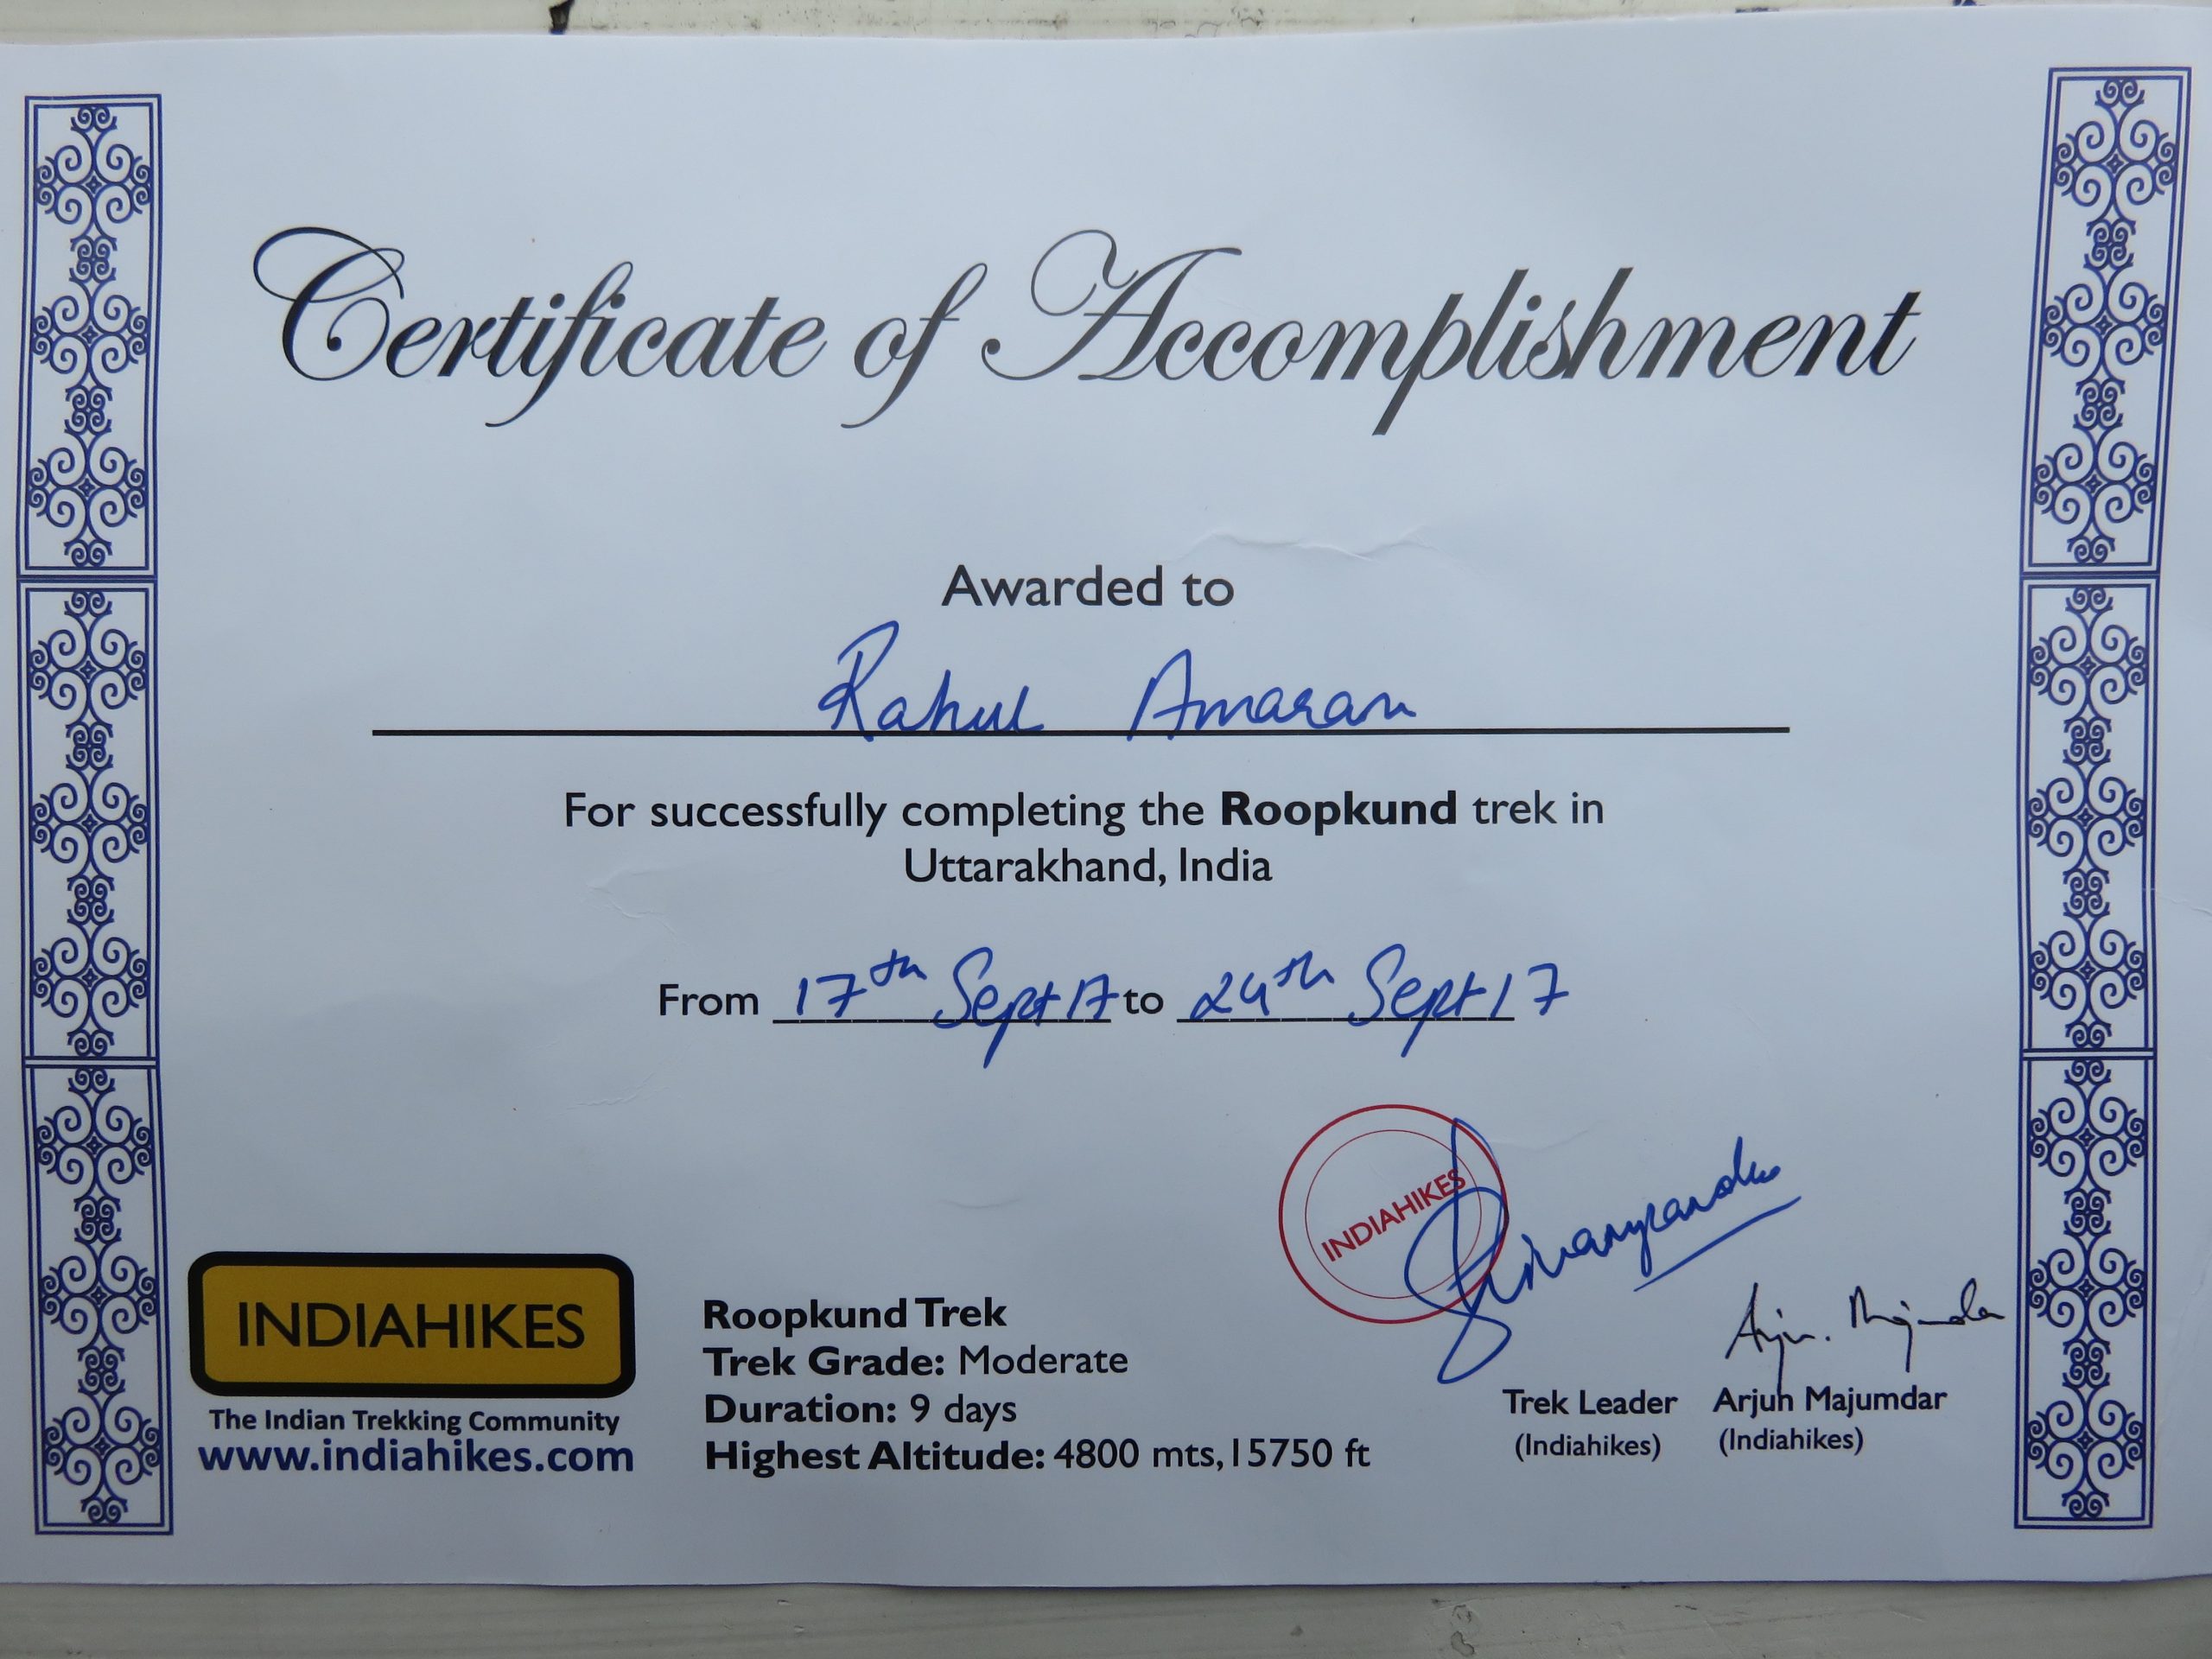 Certificate of Accomplishment
Awarded to
Rahul Amaran
For successfully completing the Roopkund trek in
Uttarakhand, India
From 17th Sept 17 to 24th Sept 17
INDIAHIKES
INDIAHIKES
The Indian Trekking Community
www.indiahikes.com
Roopkund Trek
Trek Grade: Moderate
Duration: 9 days
Highest Altitude: 4800 mts,15750 ft
Arjun. Majumdar
Trek Leader Arjun Majumdar
(Indiahikes) (Indiahikes)